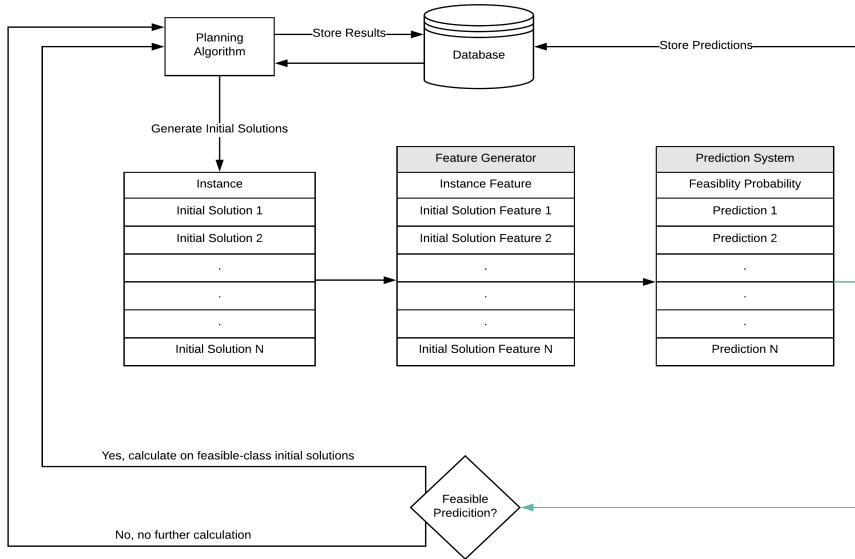 Planning
Algorithm
Store Results
Database
Store Predictions
Generate Initial Solutions
Instance
Initial Solution 1
Initial Solution 2
.
.
.
Initial Solution N
Feature Generator
Instance Feature
Initial Solution Feature 1
Initial Solution Feature 2
.
.
.
Initial Solution Feature N
Prediction System
Feasiblity Probability
Prediction 1
Prediction 2
.
.
.
Prediction N
Yes, calculate on feasible-class initial solutions
Feasible
Predicition?
No, no further calculation